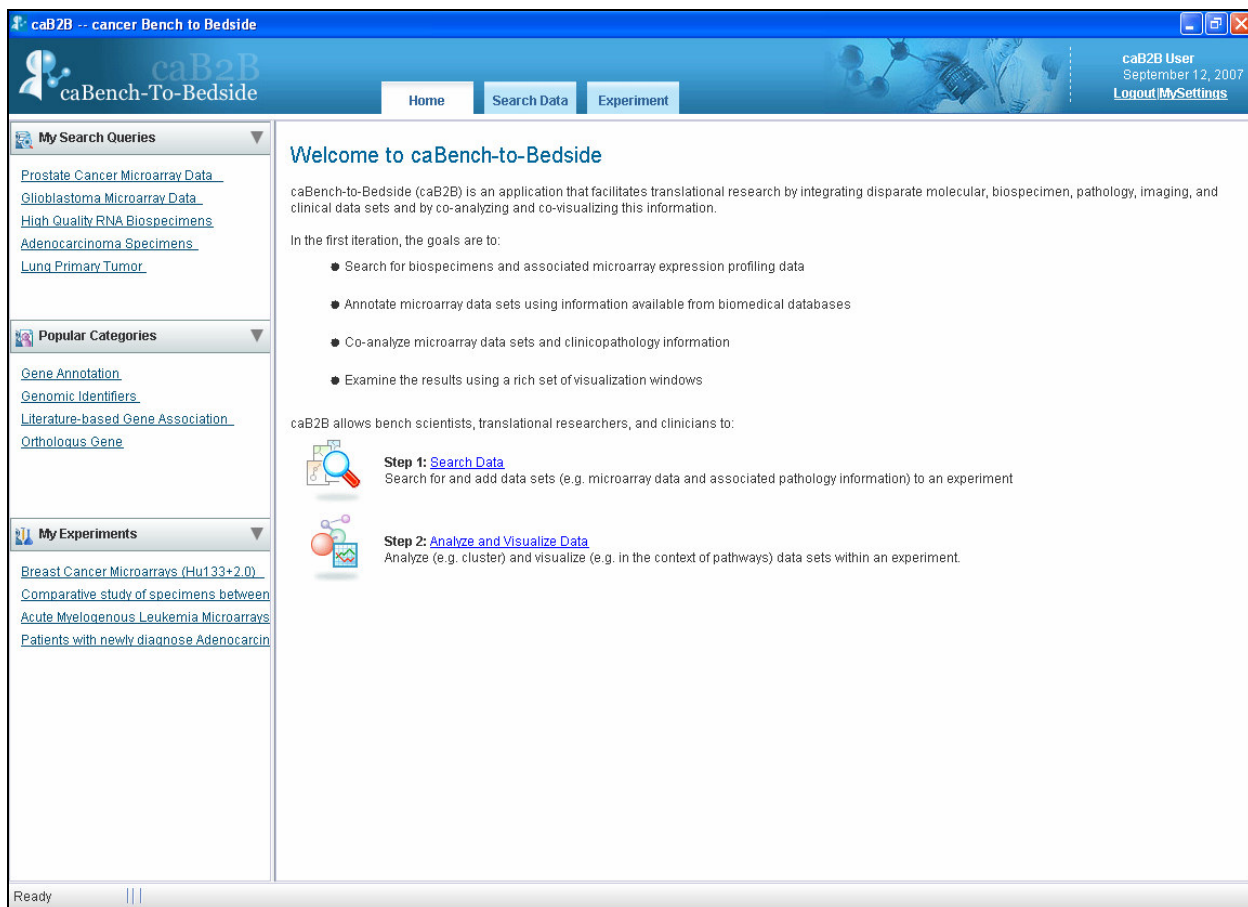 caB2B -- cancer Bench to Bedside
caB2B
caBench-To-Bedside
Home
Search Data
Experiment
caB2B User
September 12, 2007
Logout|MySettings
My Search Queries
Prostate Cancer Microarray Data
Glioblastoma Microarray Data
High Quality RNA Biospecimens
Adenocarcinoma Specimens
Lung Primary Tumor
Popular Categories
Gene Annotation
Genomic Identifiers
Literature-based Gene Association
Orthologus Gene
My Experiments
Breast Cancer Microarrays (Hu133+2.0)
Comparative study of specimens between
Acute Myelogenous Leukemia Microarrays
Patients with newly diagnose Adenocarcin
Welcome to caBench-to-Bedside
caBench-to-Bedside (caB2B) is an application that facilitates translational research by integrating disparate molecular, biospecimen, pathology, imaging, and
clinical data sets and by co-analyzing and co-visualizing this information.
In the first iteration, the goals are to:
● Search for biospecimens and associated microarray expression profiling data
● Annotate microarray data sets using information available from biomedical databases
● Co-analyze microarray data sets and clinicopathology information
● Examine the results using a rich set of visualization windows
caB2B allows bench scientists, translational researchers, and clinicians to:
Step 1: Search Data
Search for and add data sets (e.g. microarray data and associated pathology information) to an experiment
Step 2: Analyze and Visualize Data
Analyze (e.g. cluster) and visualize (e.g. in the context of pathways) data sets within an experiment.
Ready